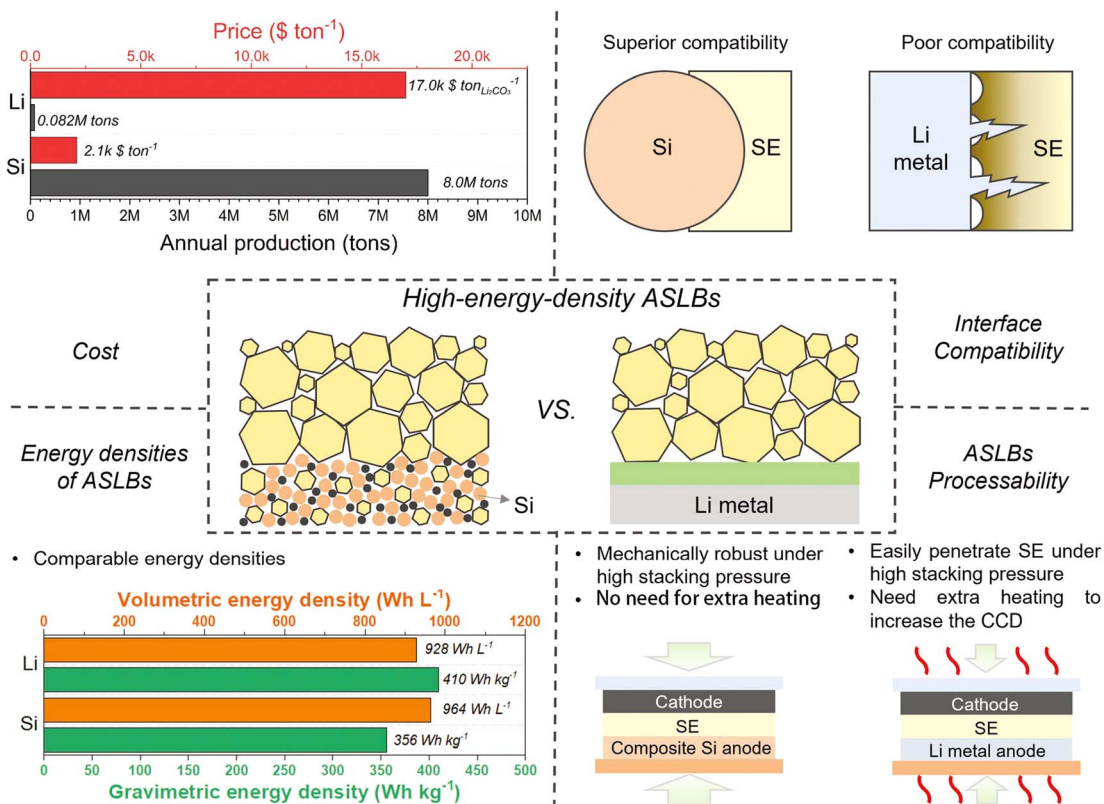 Price ($ ton⁻¹)
0.0 5.0k 10.0k 15.0k 20.0k
Li
17.0k $ ton Li₂CO₃⁻¹
0.082M tons
Si
2.1k $ ton⁻¹
8.0M tons
0 1M 2M 3M 4M 5M 6M 7M 8M 9M 10M
Annual production (tons)
Superior compatibility
Si
SE
Poor compatibility
Li
metal
SE
Cost
Interface
Compatibility
Energy densities
of ASLBs
ASLBs
Processability
High-energy-density ASLBs
VS.
Si
Li metal
• Comparable energy densities
Volumetric energy density (Wh L⁻¹)
0 200 400 600 800 1000 1200
Li
928 Wh L⁻¹
410 Wh kg⁻¹
Si
964 Wh L⁻¹
356 Wh kg⁻¹
0 50 100 150 200 250 300 350 400 450 500
Gravimetric energy density (Wh kg⁻¹)
• Mechanically robust under
high stacking pressure
• No need for extra heating
Cathode
SE
Composite Si anode
• Easily penetrate SE under
high stacking pressure
• Need extra heating to
increase the CCD
Cathode
SE
Li metal anode